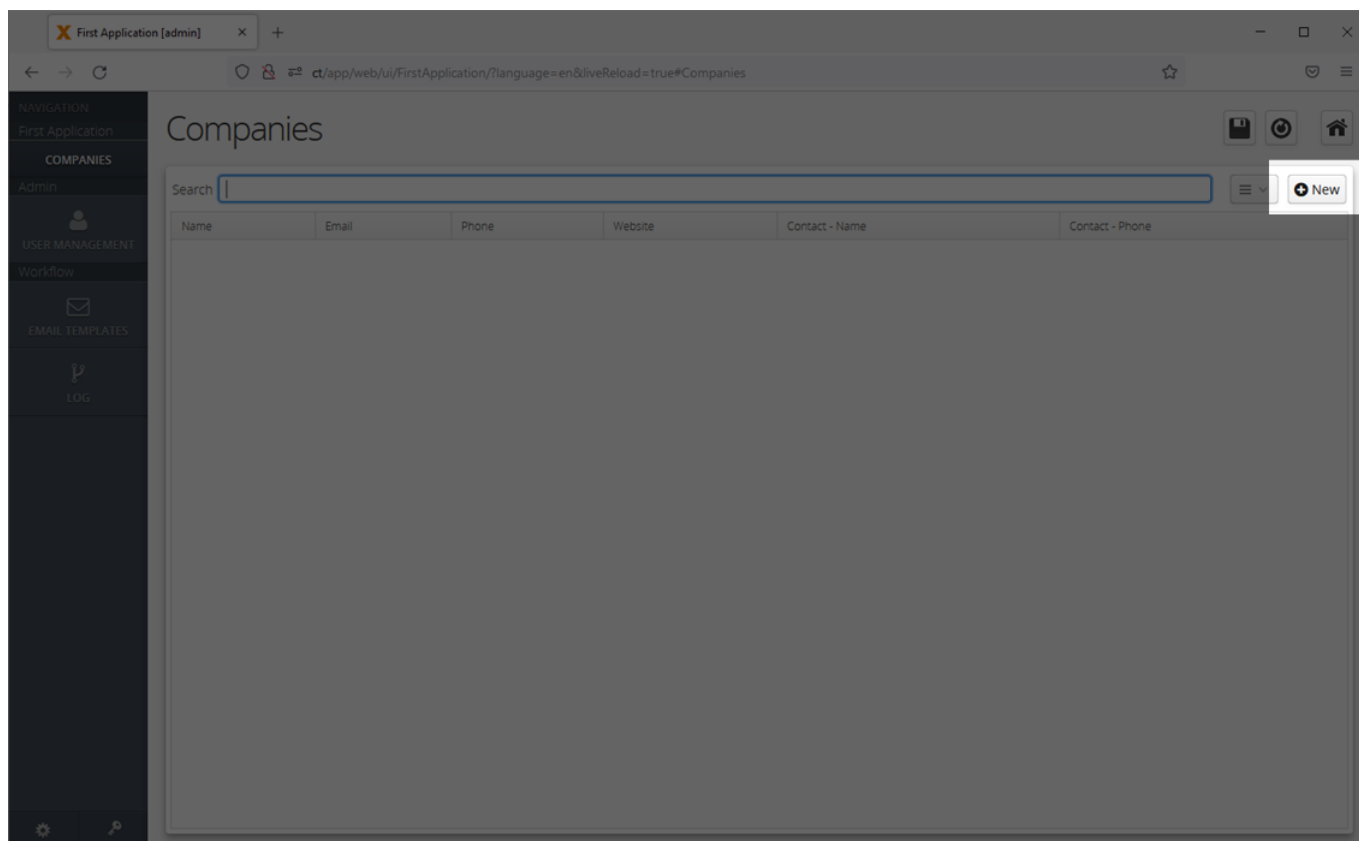 First Application [admin]
ct/app/web/ui/FirstApplication/?language=en&liveReload=true#Companies
NAVIGATION
First Application
COMPANIES
Admin
USER MANAGEMENT
Workflow
EMAIL TEMPLATES
LOG
Companies
Search
New
Name Email Phone Website Contact - Name Contact - Phone